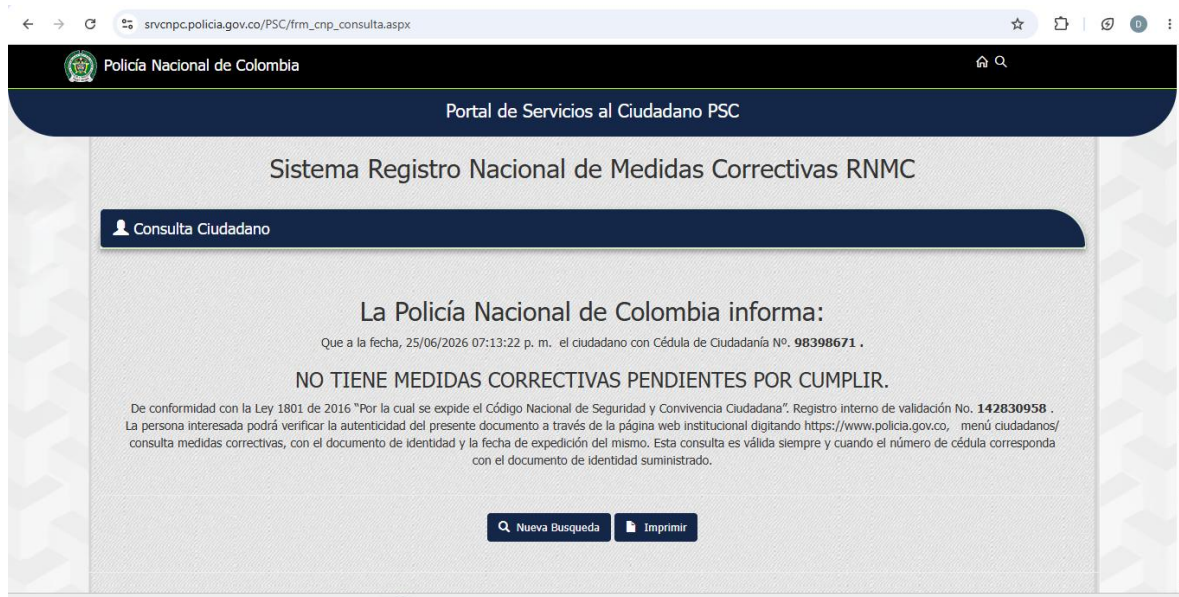 srvcnpc.policia.gov.co/PSC/frm_cnp_consulta.aspx
D
Policía Nacional de Colombia
Portal de Servicios al Ciudadano PSC
Sistema Registro Nacional de Medidas Correctivas RNMC
Consulta Ciudadano
La Policía Nacional de Colombia informa:
Que a la fecha, 25/06/2026 07:13:22 p. m. el ciudadano con Cédula de Ciudadanía Nº. 98398671 .
NO TIENE MEDIDAS CORRECTIVAS PENDIENTES POR CUMPLIR.
De conformidad con la Ley 1801 de 2016 "Por la cual se expide el Código Nacional de Seguridad y Convivencia Ciudadana". Registro interno de validación No. 142830958 .
La persona interesada podrá verificar la autenticidad del presente documento a través de la página web institucional digitando https://www.policia.gov.co, menú ciudadanos/
consulta medidas correctivas, con el documento de identidad y la fecha de expedición del mismo. Esta consulta es válida siempre y cuando el número de cédula corresponda
con el documento de identidad suministrado.
Nueva Busqueda Imprimir